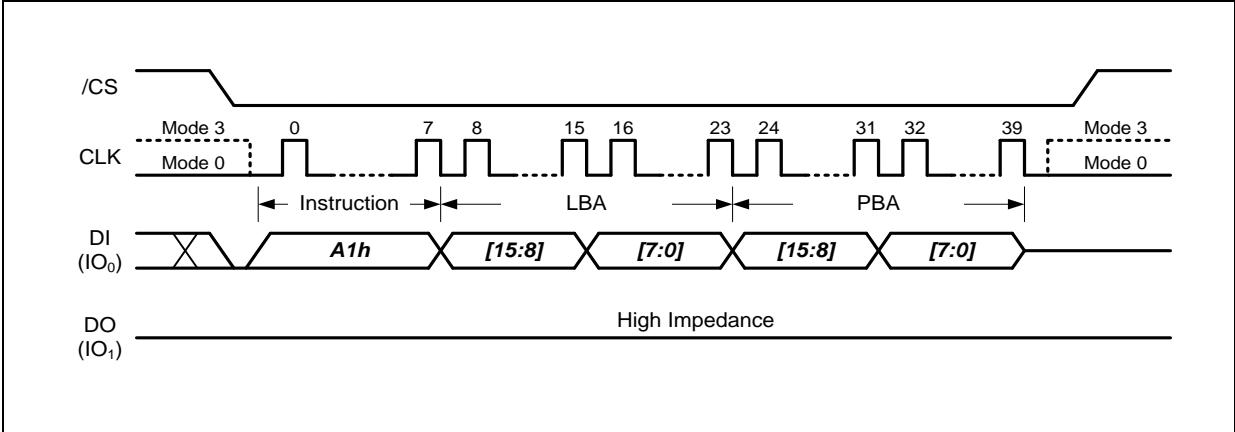 /CS
Mode 3 0 7 8 15 16 23 24 31 32 39 Mode 3
CLK
Mode 0 Mode 0
Instruction LBA PBA
DI
(IO0)
A1h [15:8] [7:0] [15:8] [7:0]
High Impedance
DO
(IO1)